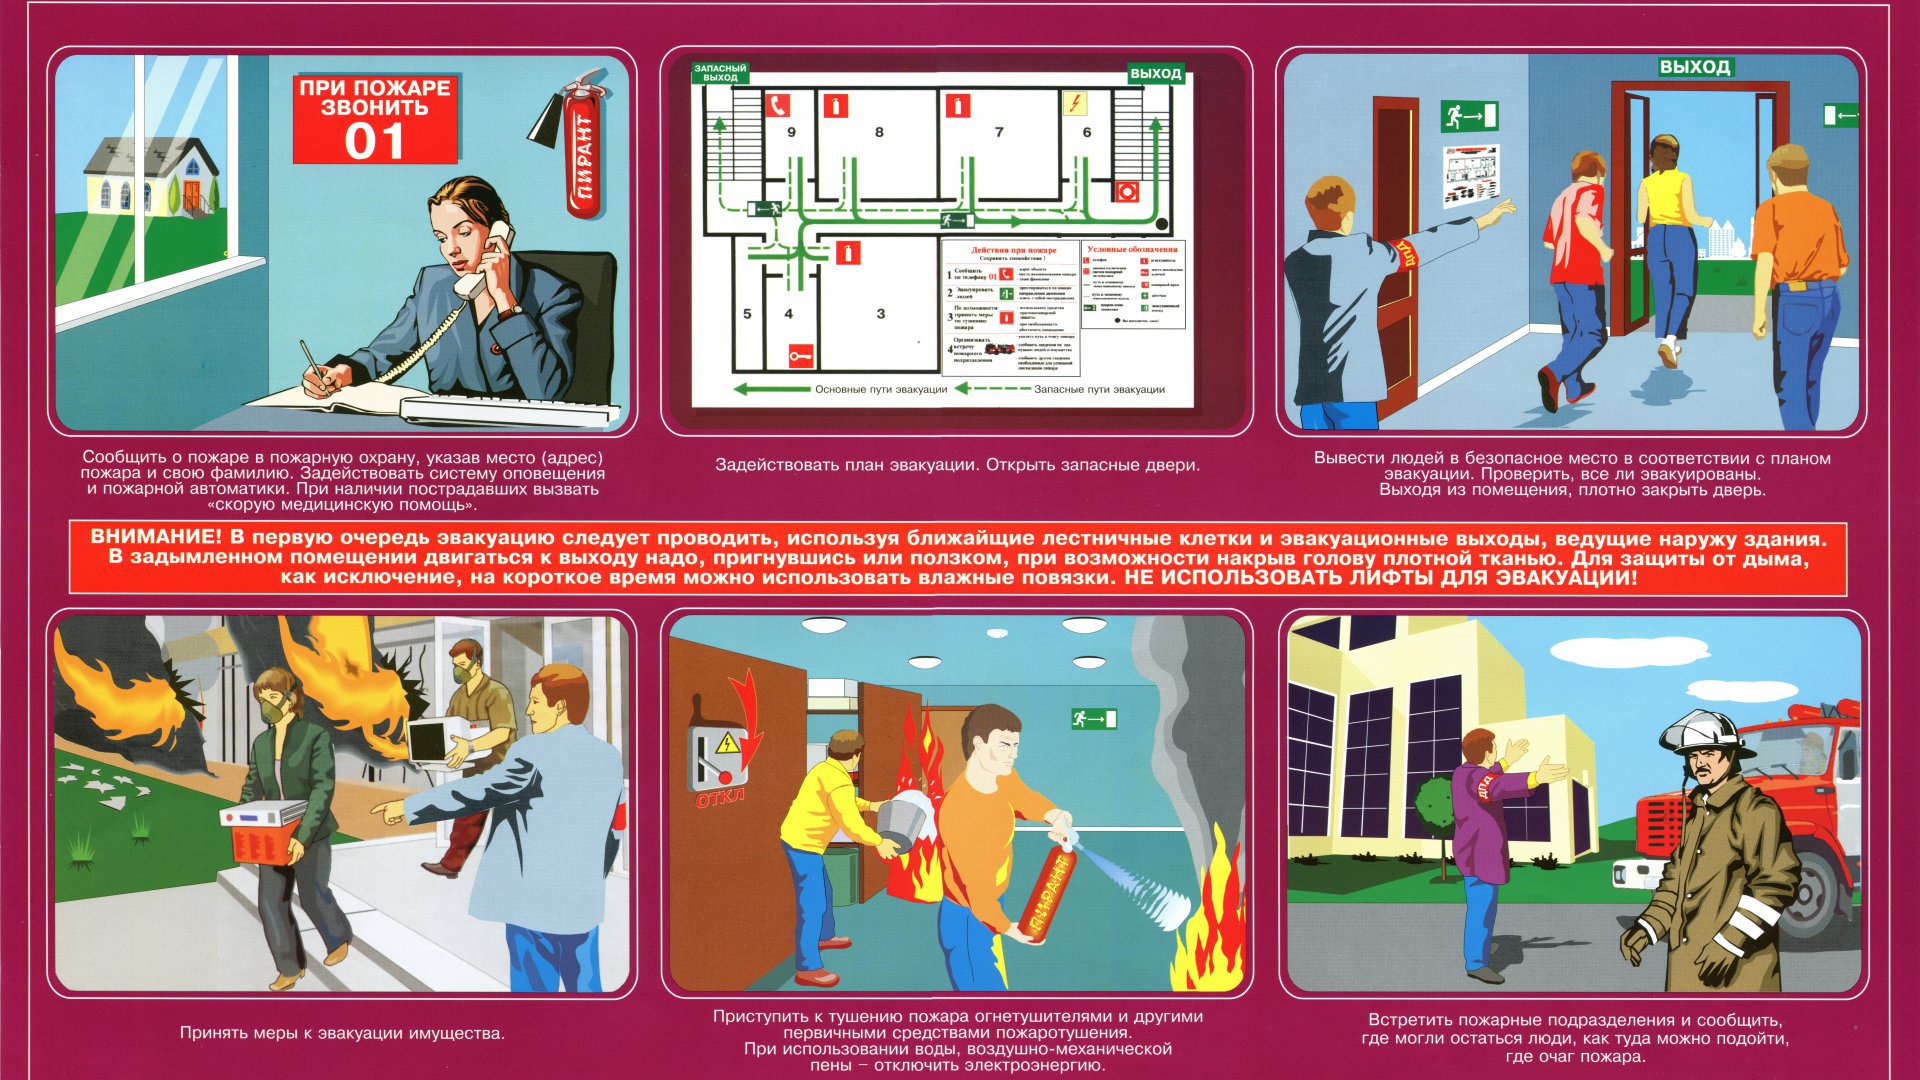 ПРИ ПОЖАРЕ
ЗВОНИТЬ
01
ПИРАНТ
Сообщить о пожаре в пожарную охрану, указав место (адрес)
пожара и свою фамилию. Задействовать систему оповещения
и пожарной автоматики. При наличии пострадавших вызвать
«скорую медицинскую помощь».
ЗАПАСНЫЙ
ВЫХОД
ВЫХОД
9
8
7
6
5
4
3
Действия при пожаре
Сохранять спокойствие !
1 Сообщить
по телефону 01
2 Эвакуировать
людей
3 По возможности
принять меры
по тушению
пожара
4 Организовать
встречу
пожарного
подразделения
Условные обозначения
Основные пути эвакуации
Запасные пути эвакуации
Задействовать план эвакуации. Открыть запасные двери.
ВЫХОД
ДПД
Вывести людей в безопасное место в соответствии с планом
эвакуации. Проверить, все ли эвакуированы.
Выходя из помещения, плотно закрыть дверь.
ВНИМАНИЕ! В первую очередь эвакуацию следует проводить, используя ближайщие лестничные клетки и эвакуационные выходы, ведущие наружу здания.
В задымленном помещении двигаться к выходу надо, пригнувшись или ползком, при возможности накрыв голову плотной тканью. Для защиты от дыма,
как исключение, на короткое время можно использовать влажные повязки. НЕ ИСПОЛЬЗОВАТЬ ЛИФТЫ ДЛЯ ЭВАКУАЦИИ!
Принять меры к эвакуации имущества.
ОТКЛ
ПИРАНТ
Приступить к тушению пожара огнетушителями и другими
первичными средствами пожаротушения.
При использовании воды, воздушно-механической
пены – отключить электроэнергию.
ДПД
Встретить пожарные подразделения и сообщить,
где могли остаться люди, как туда можно подойти,
где очаг пожара.